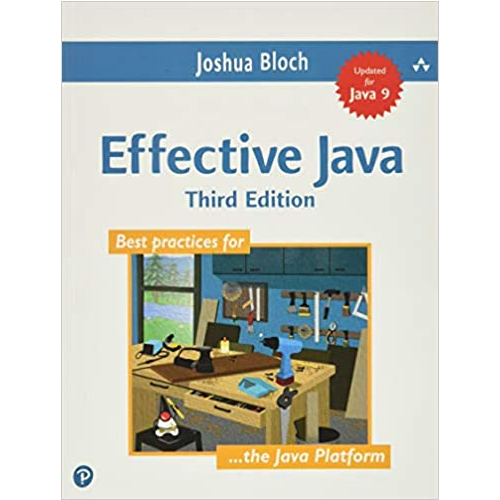 Joshua Bloch
Updated
for
Java 9
Effective Java
Third Edition
Best practices for
...the Java Platform
P